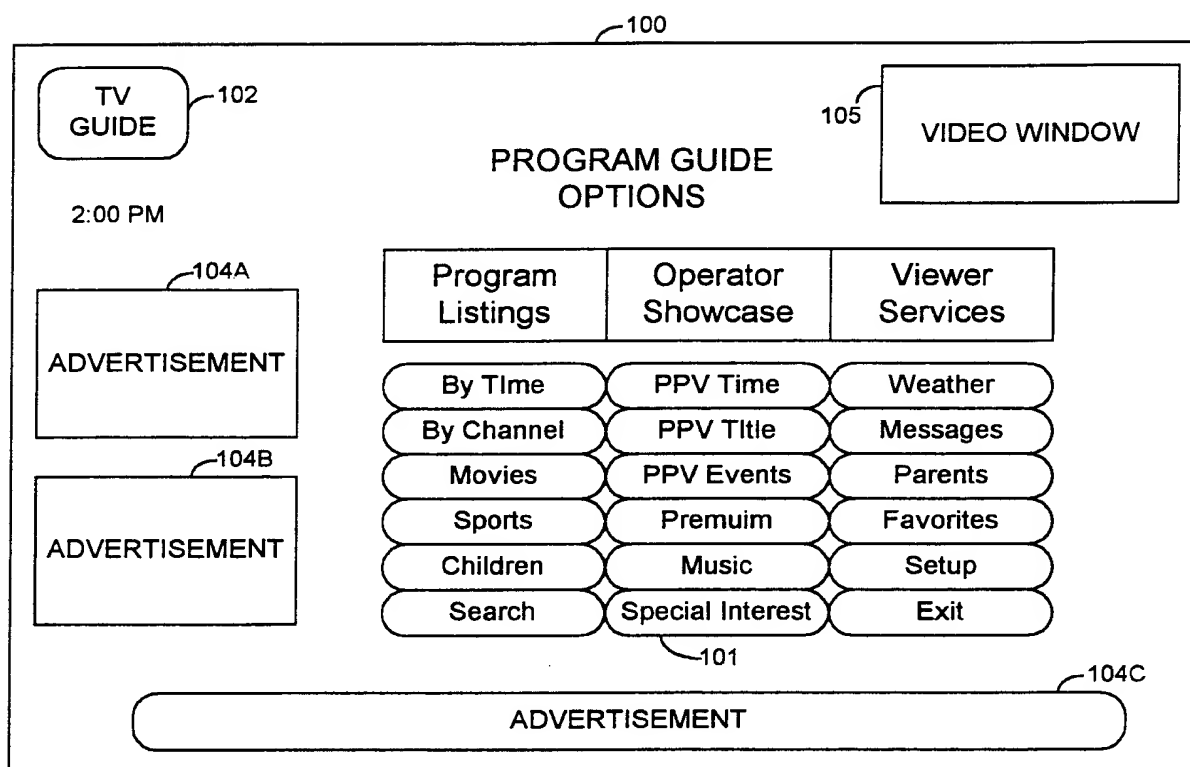 100
TV
GUIDE
102
105
VIDEO WINDOW
PROGRAM GUIDE
OPTIONS
2:00 PM
104A
ADVERTISEMENT
104B
ADVERTISEMENT
Program
Listings
Operator
Showcase
Viewer
Services
By TIme
PPV Time
Weather
By Channel
PPV TItle
Messages
Movies
PPV Events
Parents
Sports
Premuim
Favorites
Children
Music
Setup
Search
Special Interest
Exit
101
104C
ADVERTISEMENT